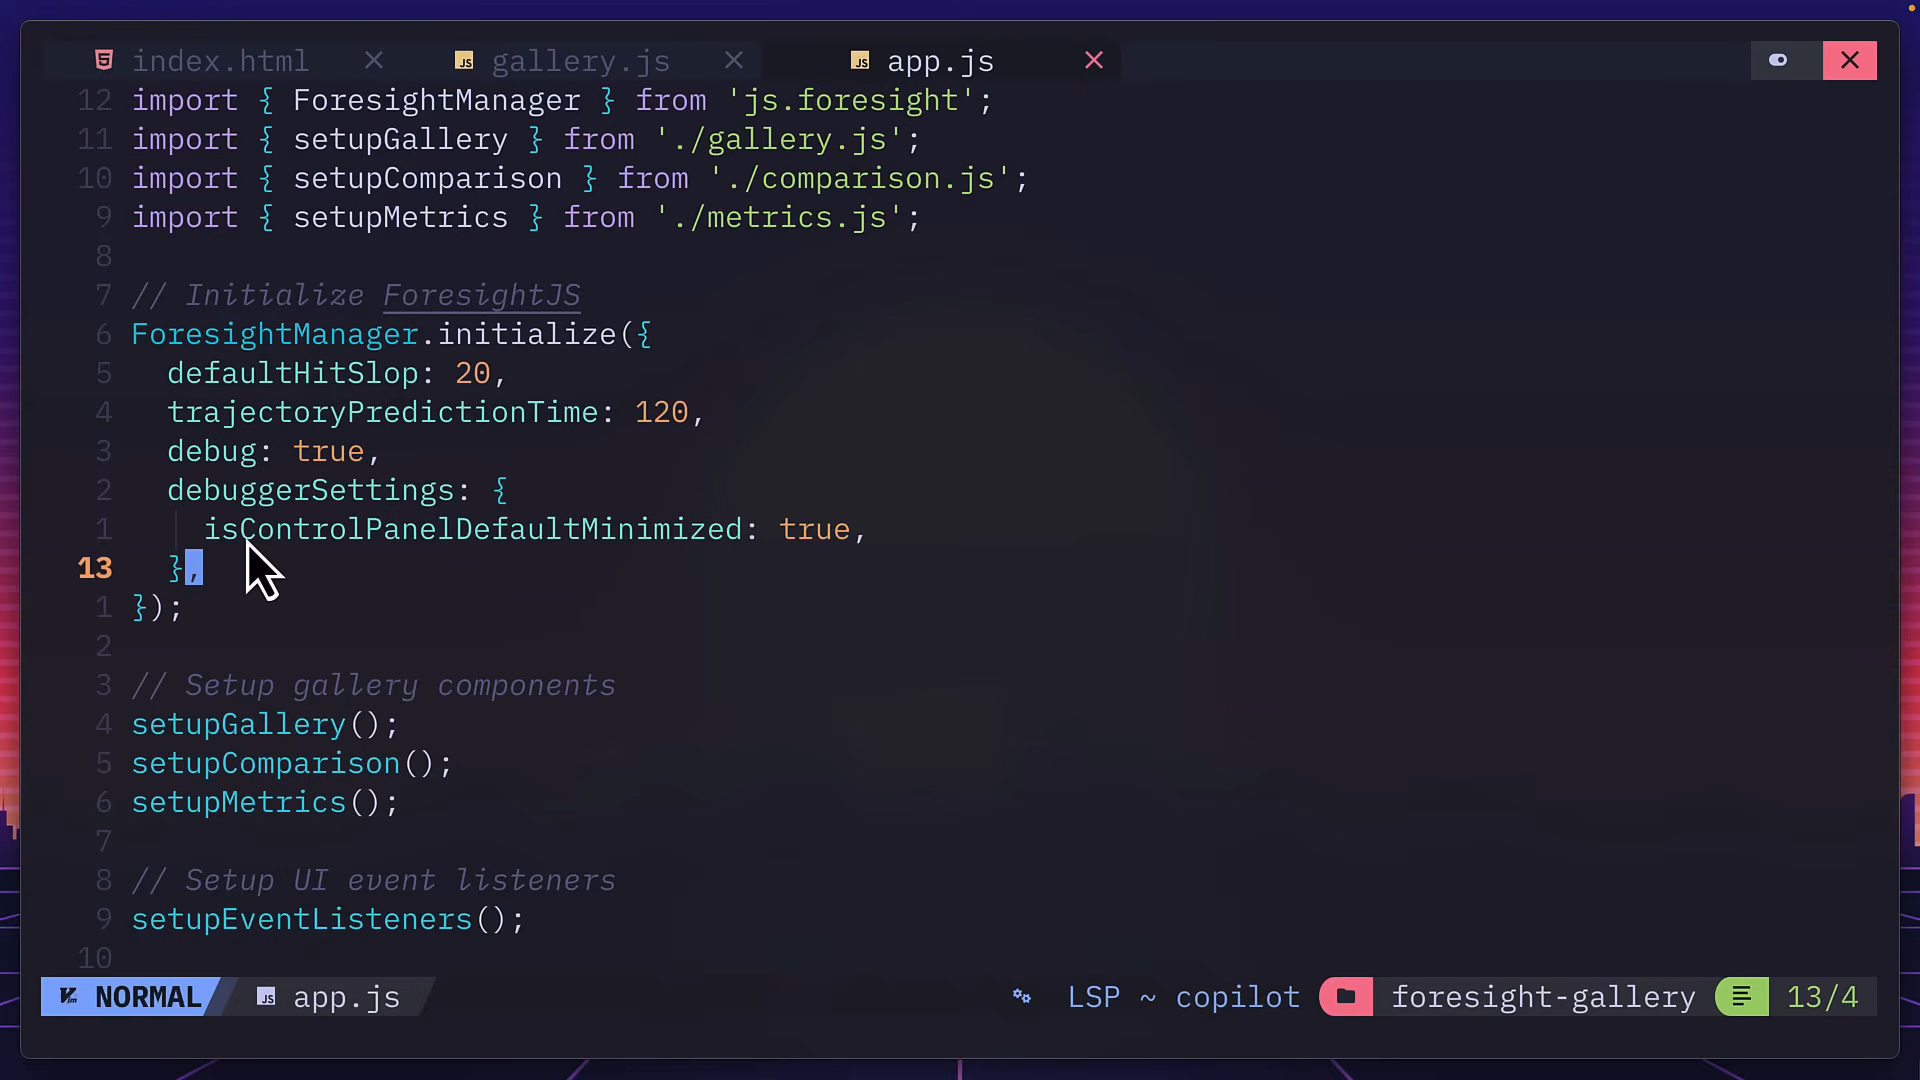 index.html
gallery.js
app.js
12 import { ForesightManager } from 'js.foresight';
11 import { setupGallery } from './gallery.js';
10 import { setupComparison } from './comparison.js';
9 import { setupMetrics } from './metrics.js';
8
7 // Initialize ForesightJS
6 ForesightManager.initialize({
5   defaultHitSlop: 20,
4   trajectoryPredictionTime: 120,
3   debug: true,
2   debuggerSettings: {
1     isControlPanelDefaultMinimized: true,
13   },
1 });
2
3 // Setup gallery components
4 setupGallery();
5 setupComparison();
6 setupMetrics();
7
8 // Setup UI event listeners
9 setupEventListeners();
10
NORMAL JS app.js LSP ~ copilot foresight-gallery 13/4